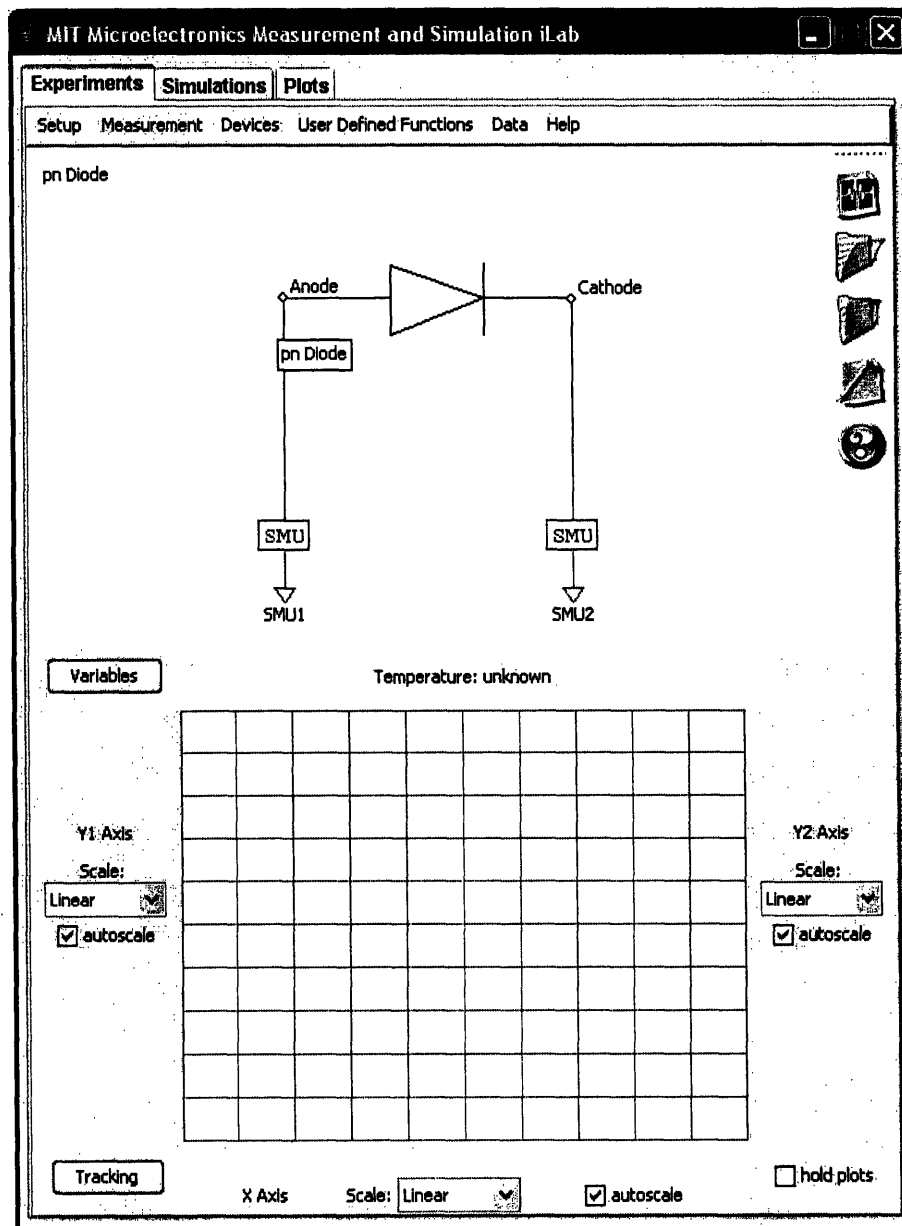 MIT Microelectronics Measurement and Simulation iLab
Experiments Simulations Plots
Setup Measurement Devices User Defined Functions Data Help
pn Diode
Anode
Cathode
pn Diode
SMU SMU
SMU1 SMU2
Variables
Temperature: unknown
Y1 Axis
Scale:
Linear
autoscale
Y2 Axis
Scale:
Linear
autoscale
Tracking
X Axis Scale: Linear autoscale
hold plots